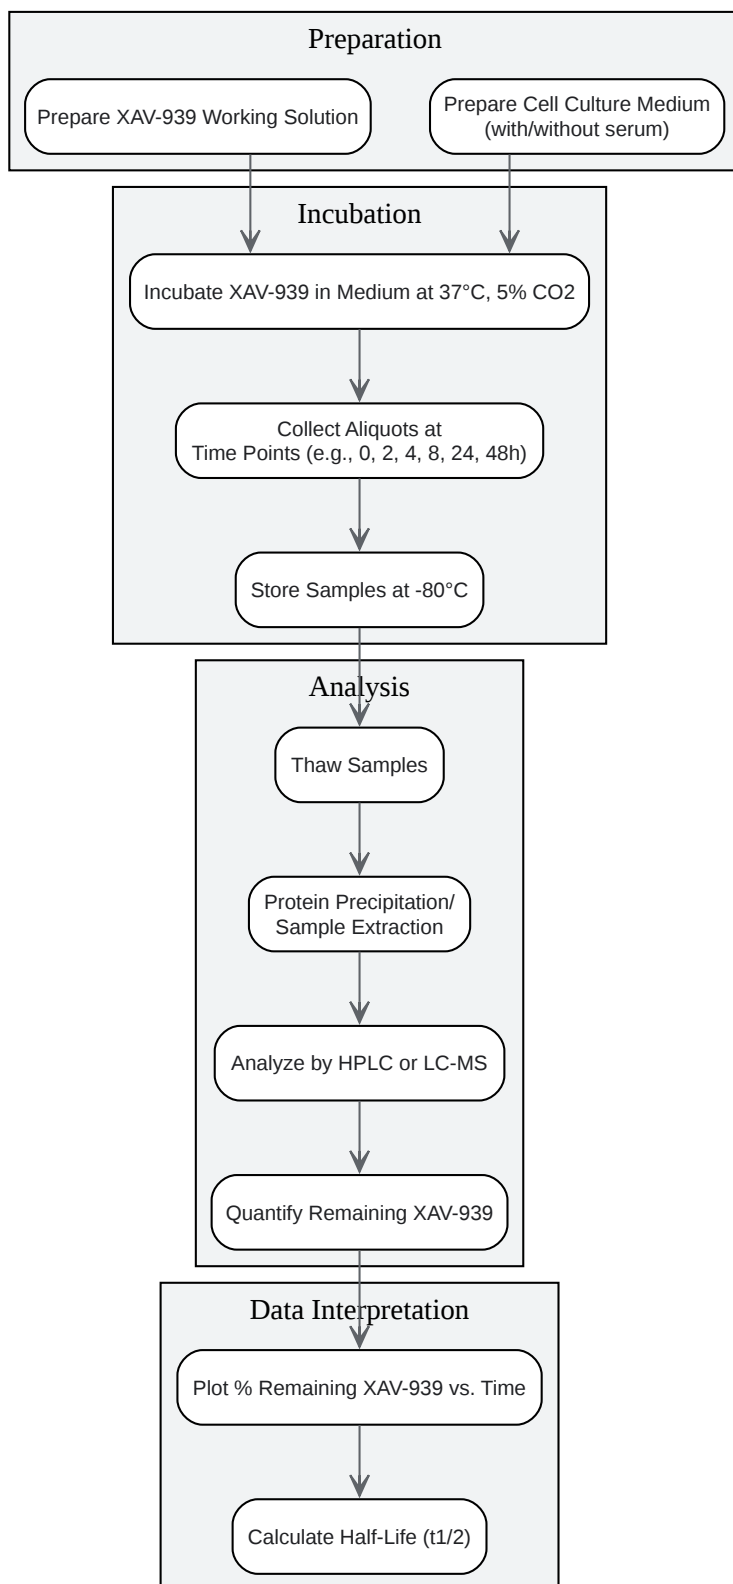 Preparation
Prepare XAV-939 Working Solution
Prepare Cell Culture Medium
(with/without serum)
Incubation
Incubate XAV-939 in Medium at 37°C, 5% CO2
Collect Aliquots at
Time Points (e.g., 0, 2, 4, 8, 24, 48h)
Store Samples at -80°C
Analysis
Thaw Samples
Protein Precipitation/
Sample Extraction
Analyze by HPLC or LC-MS
Quantify Remaining XAV-939
Data Interpretation
Plot % Remaining XAV-939 vs. Time
Calculate Half-Life (t1/2)